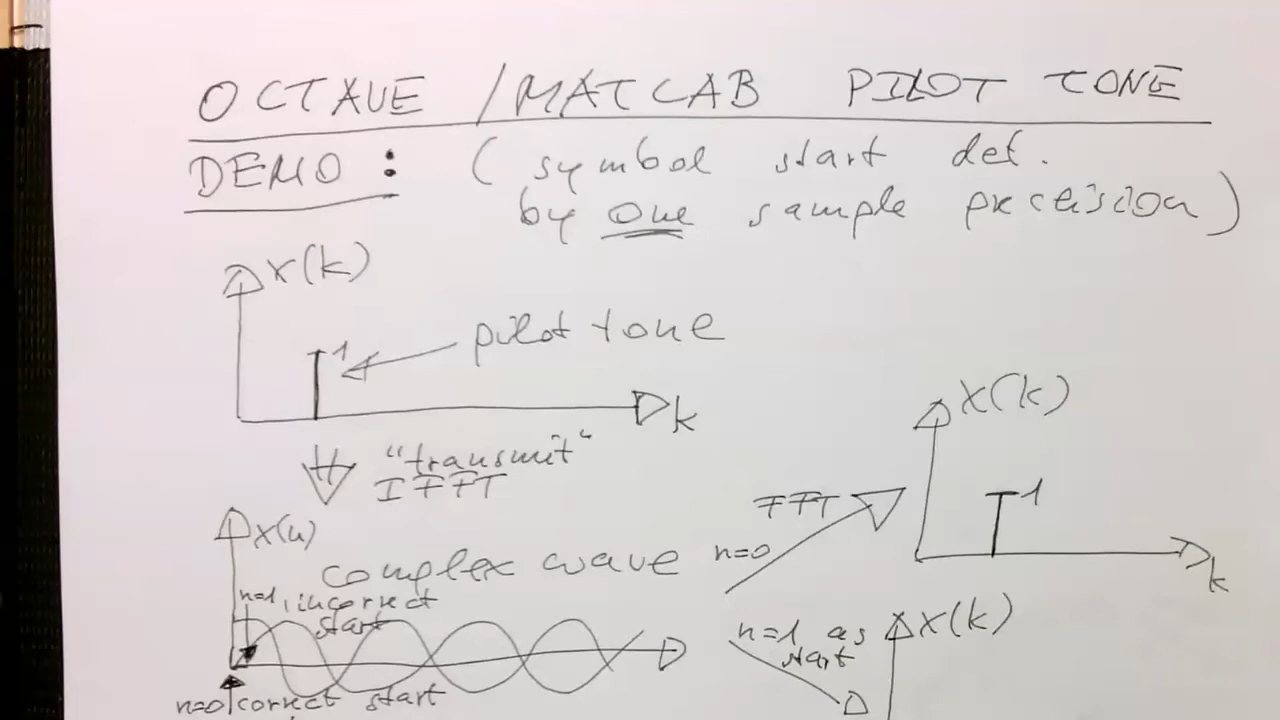 OCTAVE / MATLAB PILOT TONE
DEMO : ( symbol start det.
by one sample precision )
X(k)
1
pilot tone
k
"transmit"
IFFT
x(n)
complex wave
n=1, incorrect
start
n=0 correct start
FFT
n=0
X(k)
1
k
n=1 as
start
X(k)